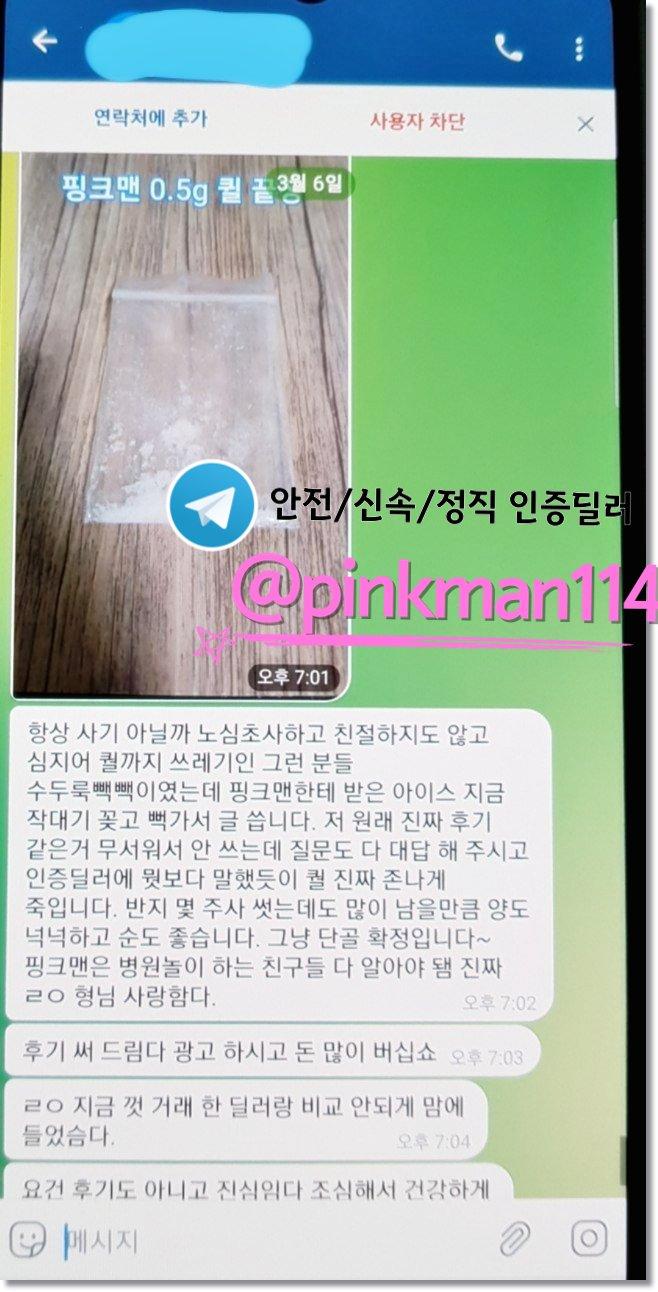 연락처에 추가
사용자 차단
핑크맨 0.5g 퀄
3월 6일
안전/신속/정직 인증딜러
@pinkman114
오후 7:01
항상 사기 아닐까 노심초사하고 친절하지도 않고
심지어 퀄까지 쓰레기인 그런 분들
수두룩빽빽이였는데 핑크맨한테 받은 아이스 지금
작대기 꽂고 뻑가서 글 씁니다. 저 원래 진짜 후기
같은거 무서워서 안 쓰는데 질문도 다 대답 해 주시고
인증딜러에 뭣보다 말했듯이 퀄 진짜 존나게
죽입니다. 반지 몇 주사 썻는데도 많이 남을만큼 양도
넉넉하고 순도 좋습니다. 그냥 단골 확정입니다~
핑크맨은 병원놀이 하는 친구들 다 알아야 됌 진짜
ㄹㅇ 형님 사랑함다.
오후 7:02
후기 써 드림다 광고 하시고 돈 많이 버십쇼
오후 7:03
ㄹㅇ 지금 껏 거래 한 딜러랑 비교 안되게 맘에
들었슴다.
오후 7:04
요건 후기도 아니고 진심임다 조심해서 건강하게
메시지